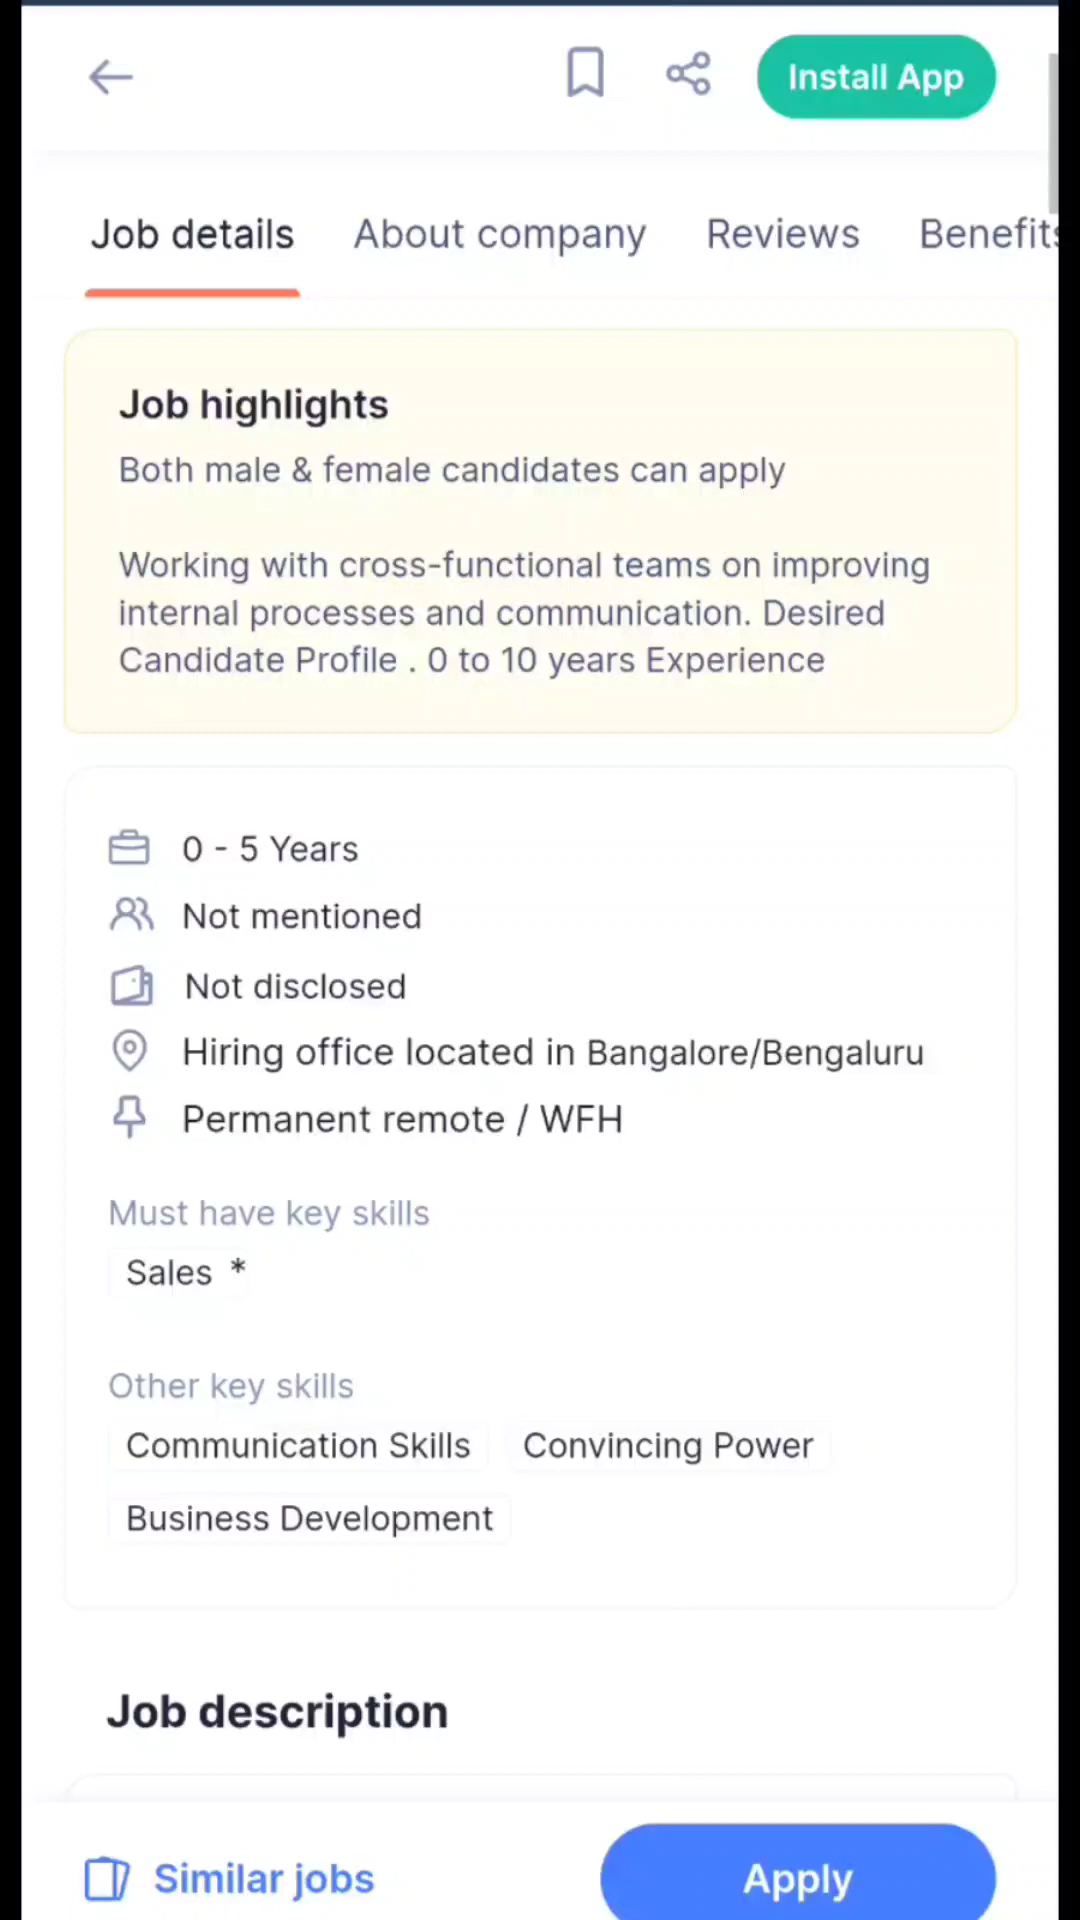 Install App
Job details About company Reviews Benefits
Job highlights
Both male & female candidates can apply
Working with cross-functional teams on improving
internal processes and communication. Desired
Candidate Profile . 0 to 10 years Experience
0 - 5 Years
Not mentioned
Not disclosed
Hiring office located in Bangalore/Bengaluru
Permanent remote / WFH
Must have key skills
Sales *
Other key skills
Communication Skills Convincing Power
Business Development
Job description
Similar jobs Apply